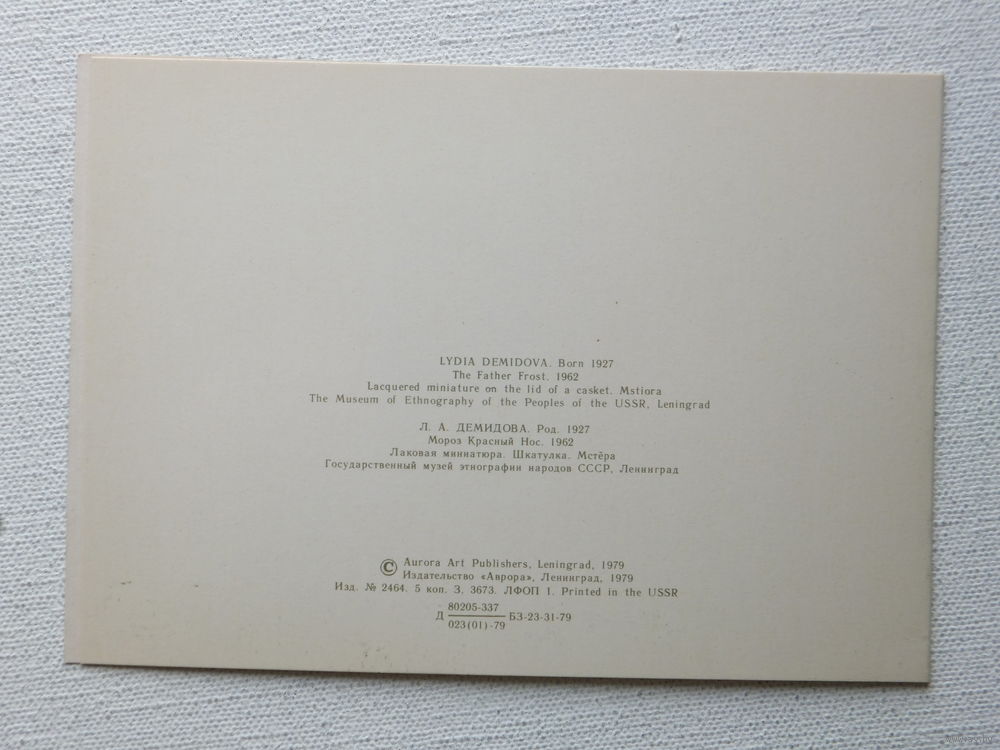 LYDIA DEMIDOVA. Born 1927
The Father Frost. 1962
Lacquered miniature on the lid of a casket. Mstiora
The Museum of Ethnography of the Peoples of the USSR, Leningrad
Л. А. ДЕМИДОВА. Род. 1927
Мороз Красный Нос. 1962
Лаковая миниатюра. Шкатулка. Мстёра
Государственный музей этнографии народов СССР, Ленинград
© Aurora Art Publishers, Leningrad, 1979
Издательство «Аврора», Ленинград, 1979
Изд. № 2464. 5 коп. З. 3673. ЛФОП 1. Printed in the USSR
80205-337
Д БЗ-23-31-79
023(01)-79